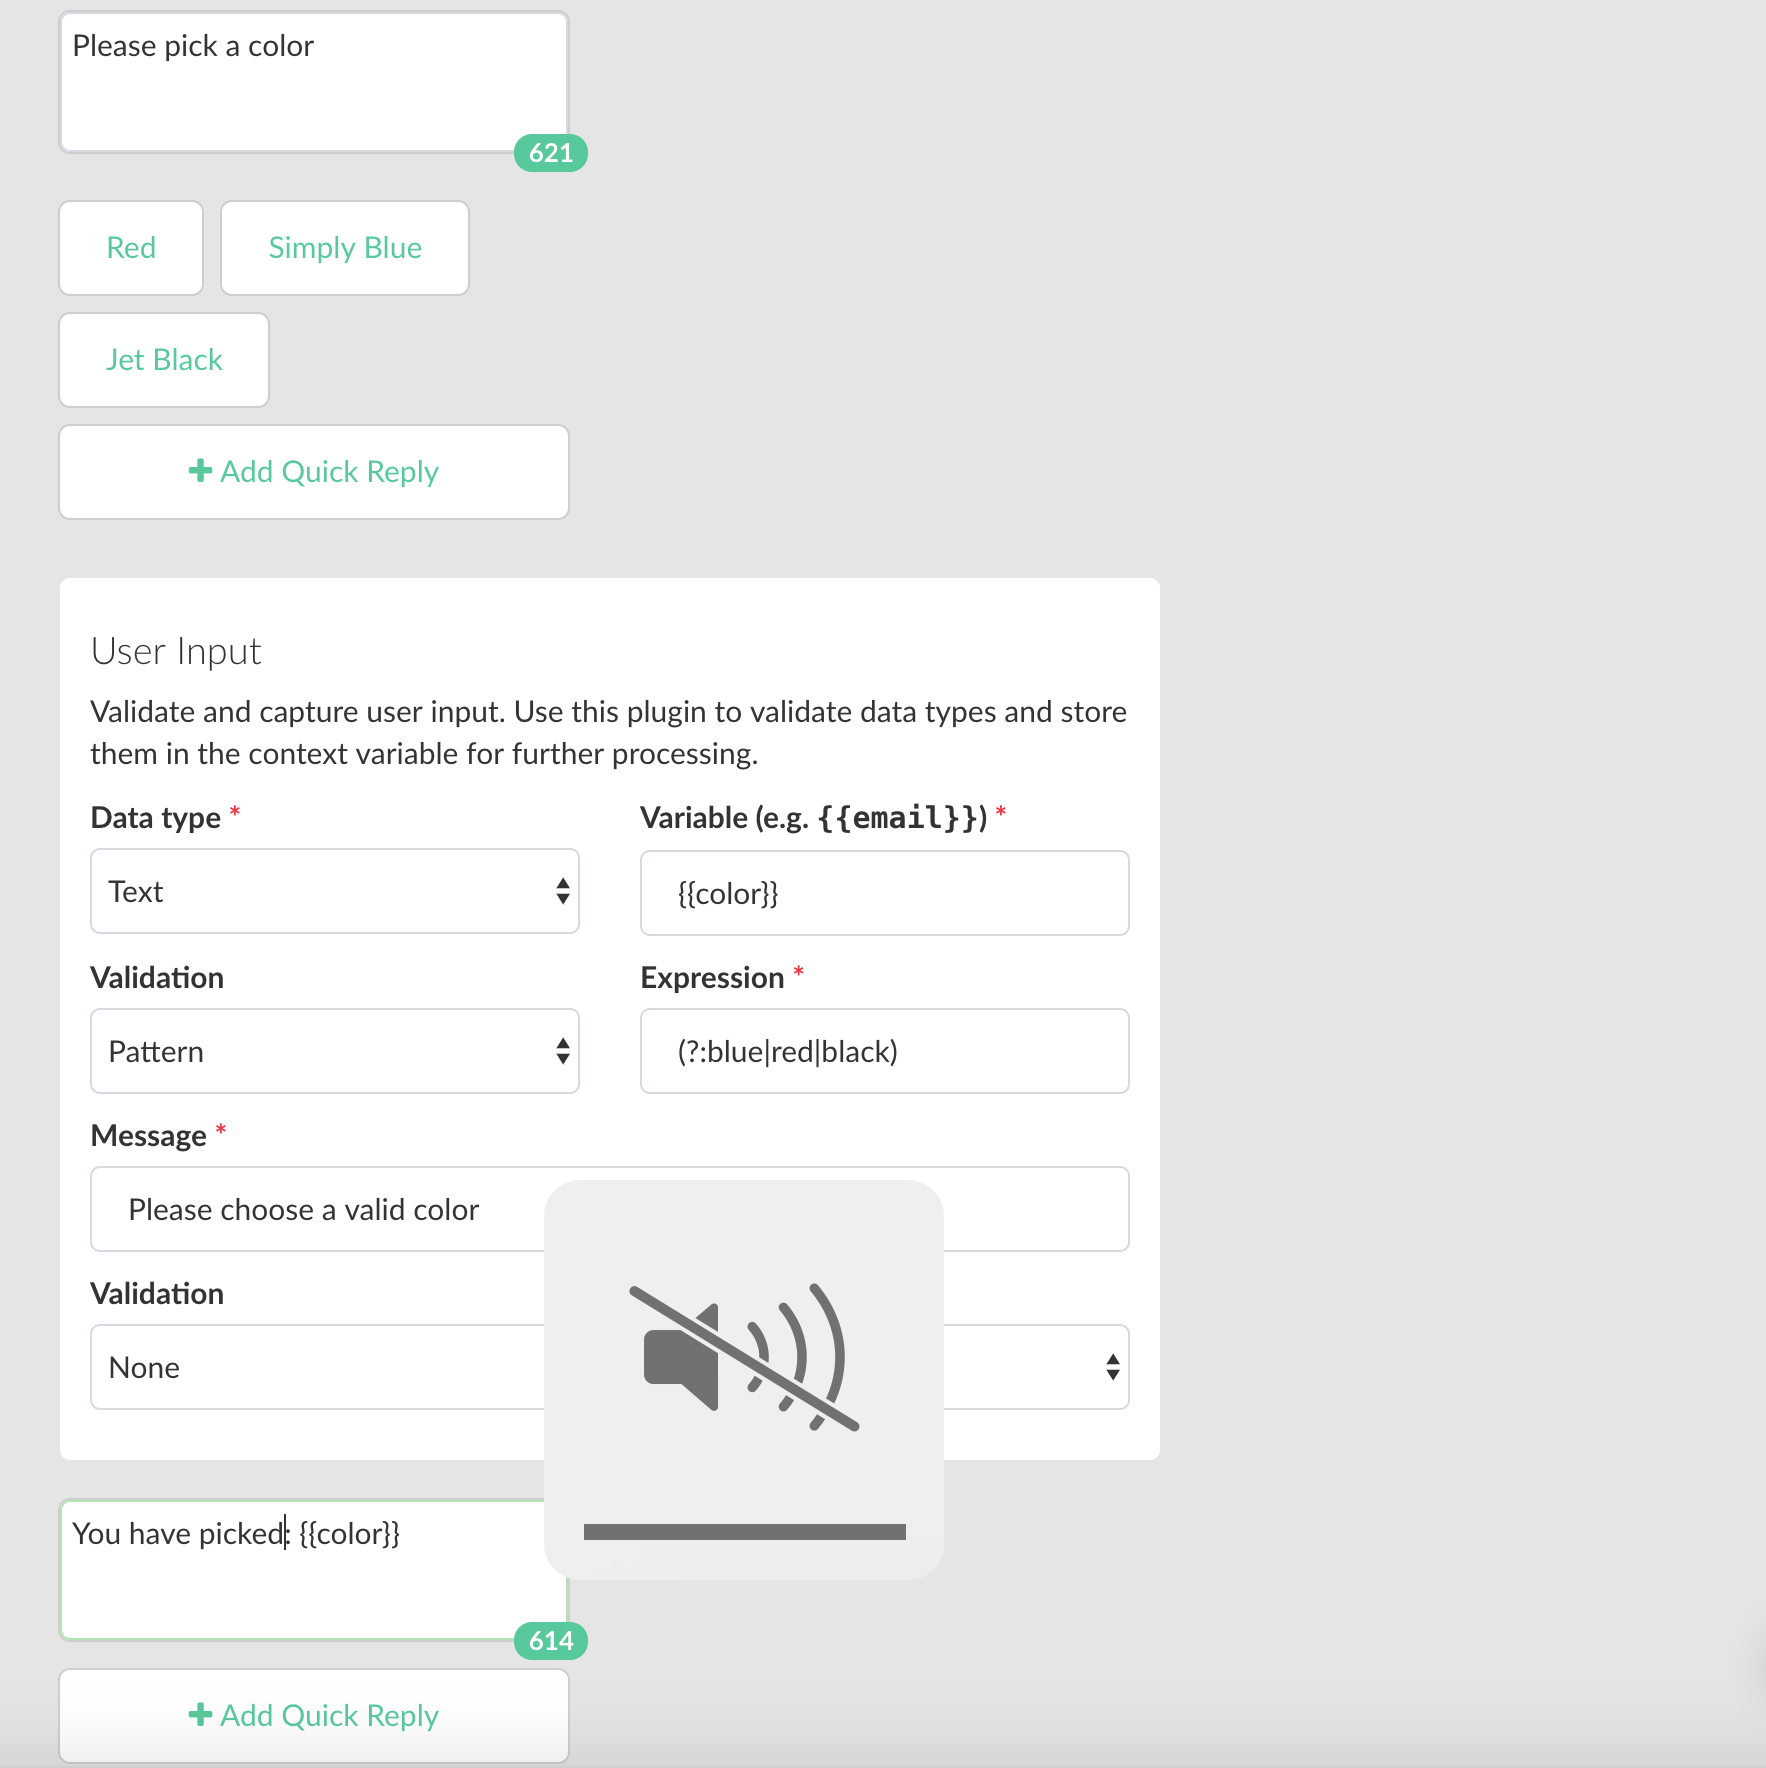 Please pick a color
621
Red
Simply Blue
Jet Black
Add Quick Reply
User Input
Validate and capture user input. Use this plugin to validate data types and store
them in the context variable for further processing.
Data type *
Variable (e.g. {{email}}) *
Text
{{color}}
Validation
Expression *
Pattern
(?:blue|red|black)
Message *
Please choose a valid color
Validation
None
You have picked: {{color}}
614
Add Quick Reply